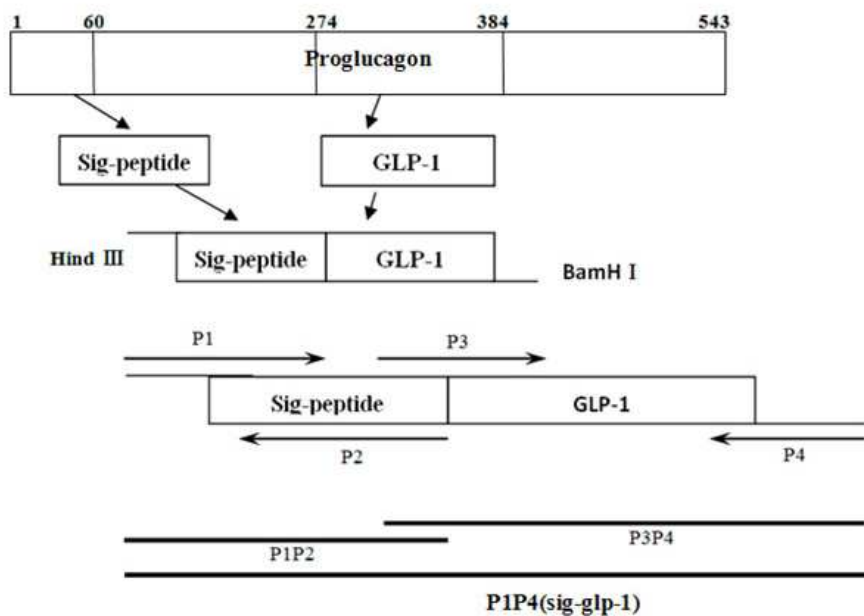 1 60 274 384 543
Proglucagon
Sig-peptide GLP-1
Hind Ⅲ Sig-peptide GLP-1 BamH Ⅰ
P1 P3
Sig-peptide GLP-1
P2 P4
P1P2 P3P4
P1P4(sig-glp-1)